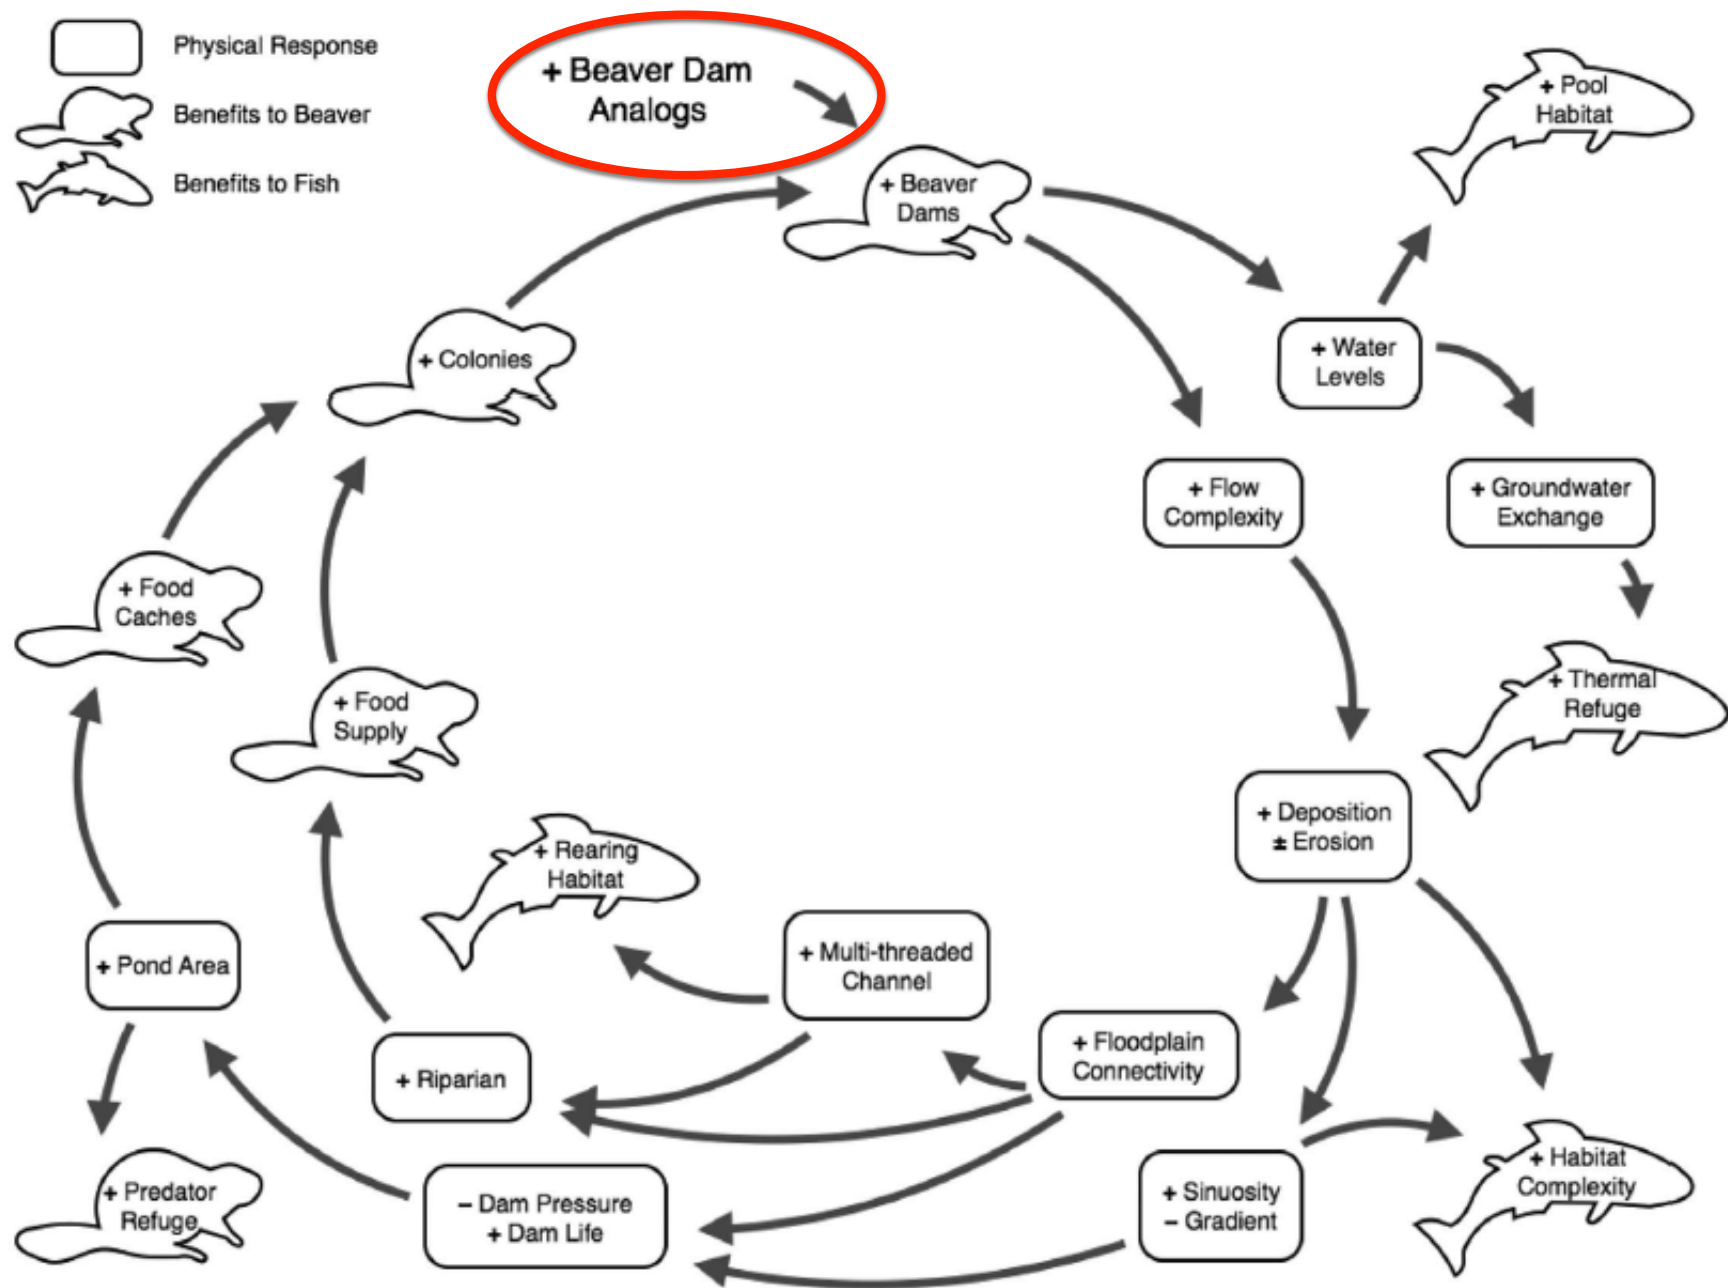 Physical Response
Benefits to Beaver
Benefits to Fish
+ Beaver Dam
Analogs
+ Pool
Habitat
+ Beaver
Dams
+ Water
Levels
+ Colonies
+ Flow
Complexity
+ Groundwater
Exchange
+ Food
Caches
+ Food
Supply
+ Thermal
Refuge
+ Deposition
± Erosion
+ Rearing
Habitat
+ Pond Area
+ Multi-threaded
Channel
+ Riparian
+ Floodplain
Connectivity
+ Predator
Refuge
– Dam Pressure
+ Dam Life
+ Sinuosity
– Gradient
+ Habitat
Complexity